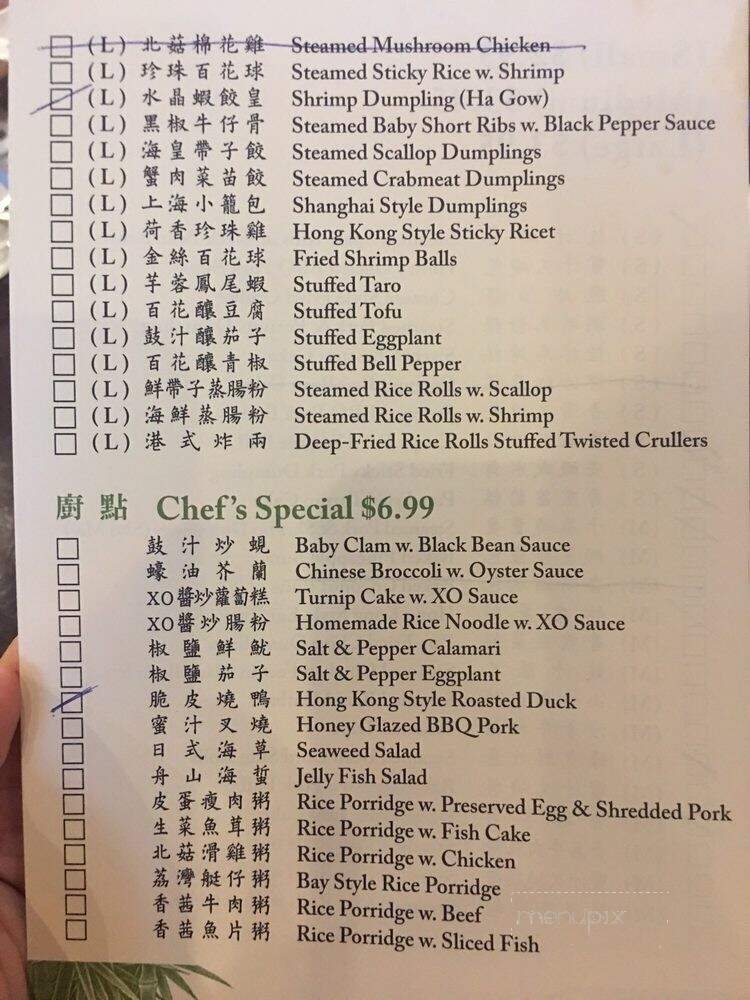 (L) 北菇棉花雞 Steamed Mushroom Chicken
(L) 珍珠百花球 Steamed Sticky Rice w. Shrimp
(L) 水晶蝦餃皇 Shrimp Dumpling (Ha Gow)
(L) 黑椒牛仔骨 Steamed Baby Short Ribs w. Black Pepper Sauce
(L) 海皇帶子餃 Steamed Scallop Dumplings
(L) 蟹肉菜苗餃 Steamed Crabmeat Dumplings
(L) 上海小籠包 Shanghai Style Dumplings
(L) 荷香珍珠雞 Hong Kong Style Sticky Ricet
(L) 金絲百花球 Fried Shrimp Balls
(L) 芋蓉鳳尾蝦 Stuffed Taro
(L) 百花釀豆腐 Stuffed Tofu
(L) 鼓汁釀茄子 Stuffed Eggplant
(L) 百花釀青椒 Stuffed Bell Pepper
(L) 鮮帶子蒸腸粉 Steamed Rice Rolls w. Scallop
(L) 海鮮蒸腸粉 Steamed Rice Rolls w. Shrimp
(L) 港式炸兩 Deep-Fried Rice Rolls Stuffed Twisted Crullers
廚點 Chef's Special $6.99
鼓汁炒蜆 Baby Clam w. Black Bean Sauce
蠔油芥蘭 Chinese Broccoli w. Oyster Sauce
XO醬炒蘿蔔糕 Turnip Cake w. XO Sauce
XO醬炒腸粉 Homemade Rice Noodle w. XO Sauce
椒鹽鮮魷 Salt & Pepper Calamari
椒鹽茄子 Salt & Pepper Eggplant
脆皮燒鴨 Hong Kong Style Roasted Duck
蜜汁叉燒 Honey Glazed BBQ Pork
日式海草 Seaweed Salad
舟山海蜇 Jelly Fish Salad
皮蛋瘦肉粥 Rice Porridge w. Preserved Egg & Shredded Pork
生菜魚茸粥 Rice Porridge w. Fish Cake
北菇滑雞粥 Rice Porridge w. Chicken
荔灣艇仔粥 Bay Style Rice Porridge
香茜牛肉粥 Rice Porridge w. Beef
香茜魚片粥 Rice Porridge w. Sliced Fish
menupix